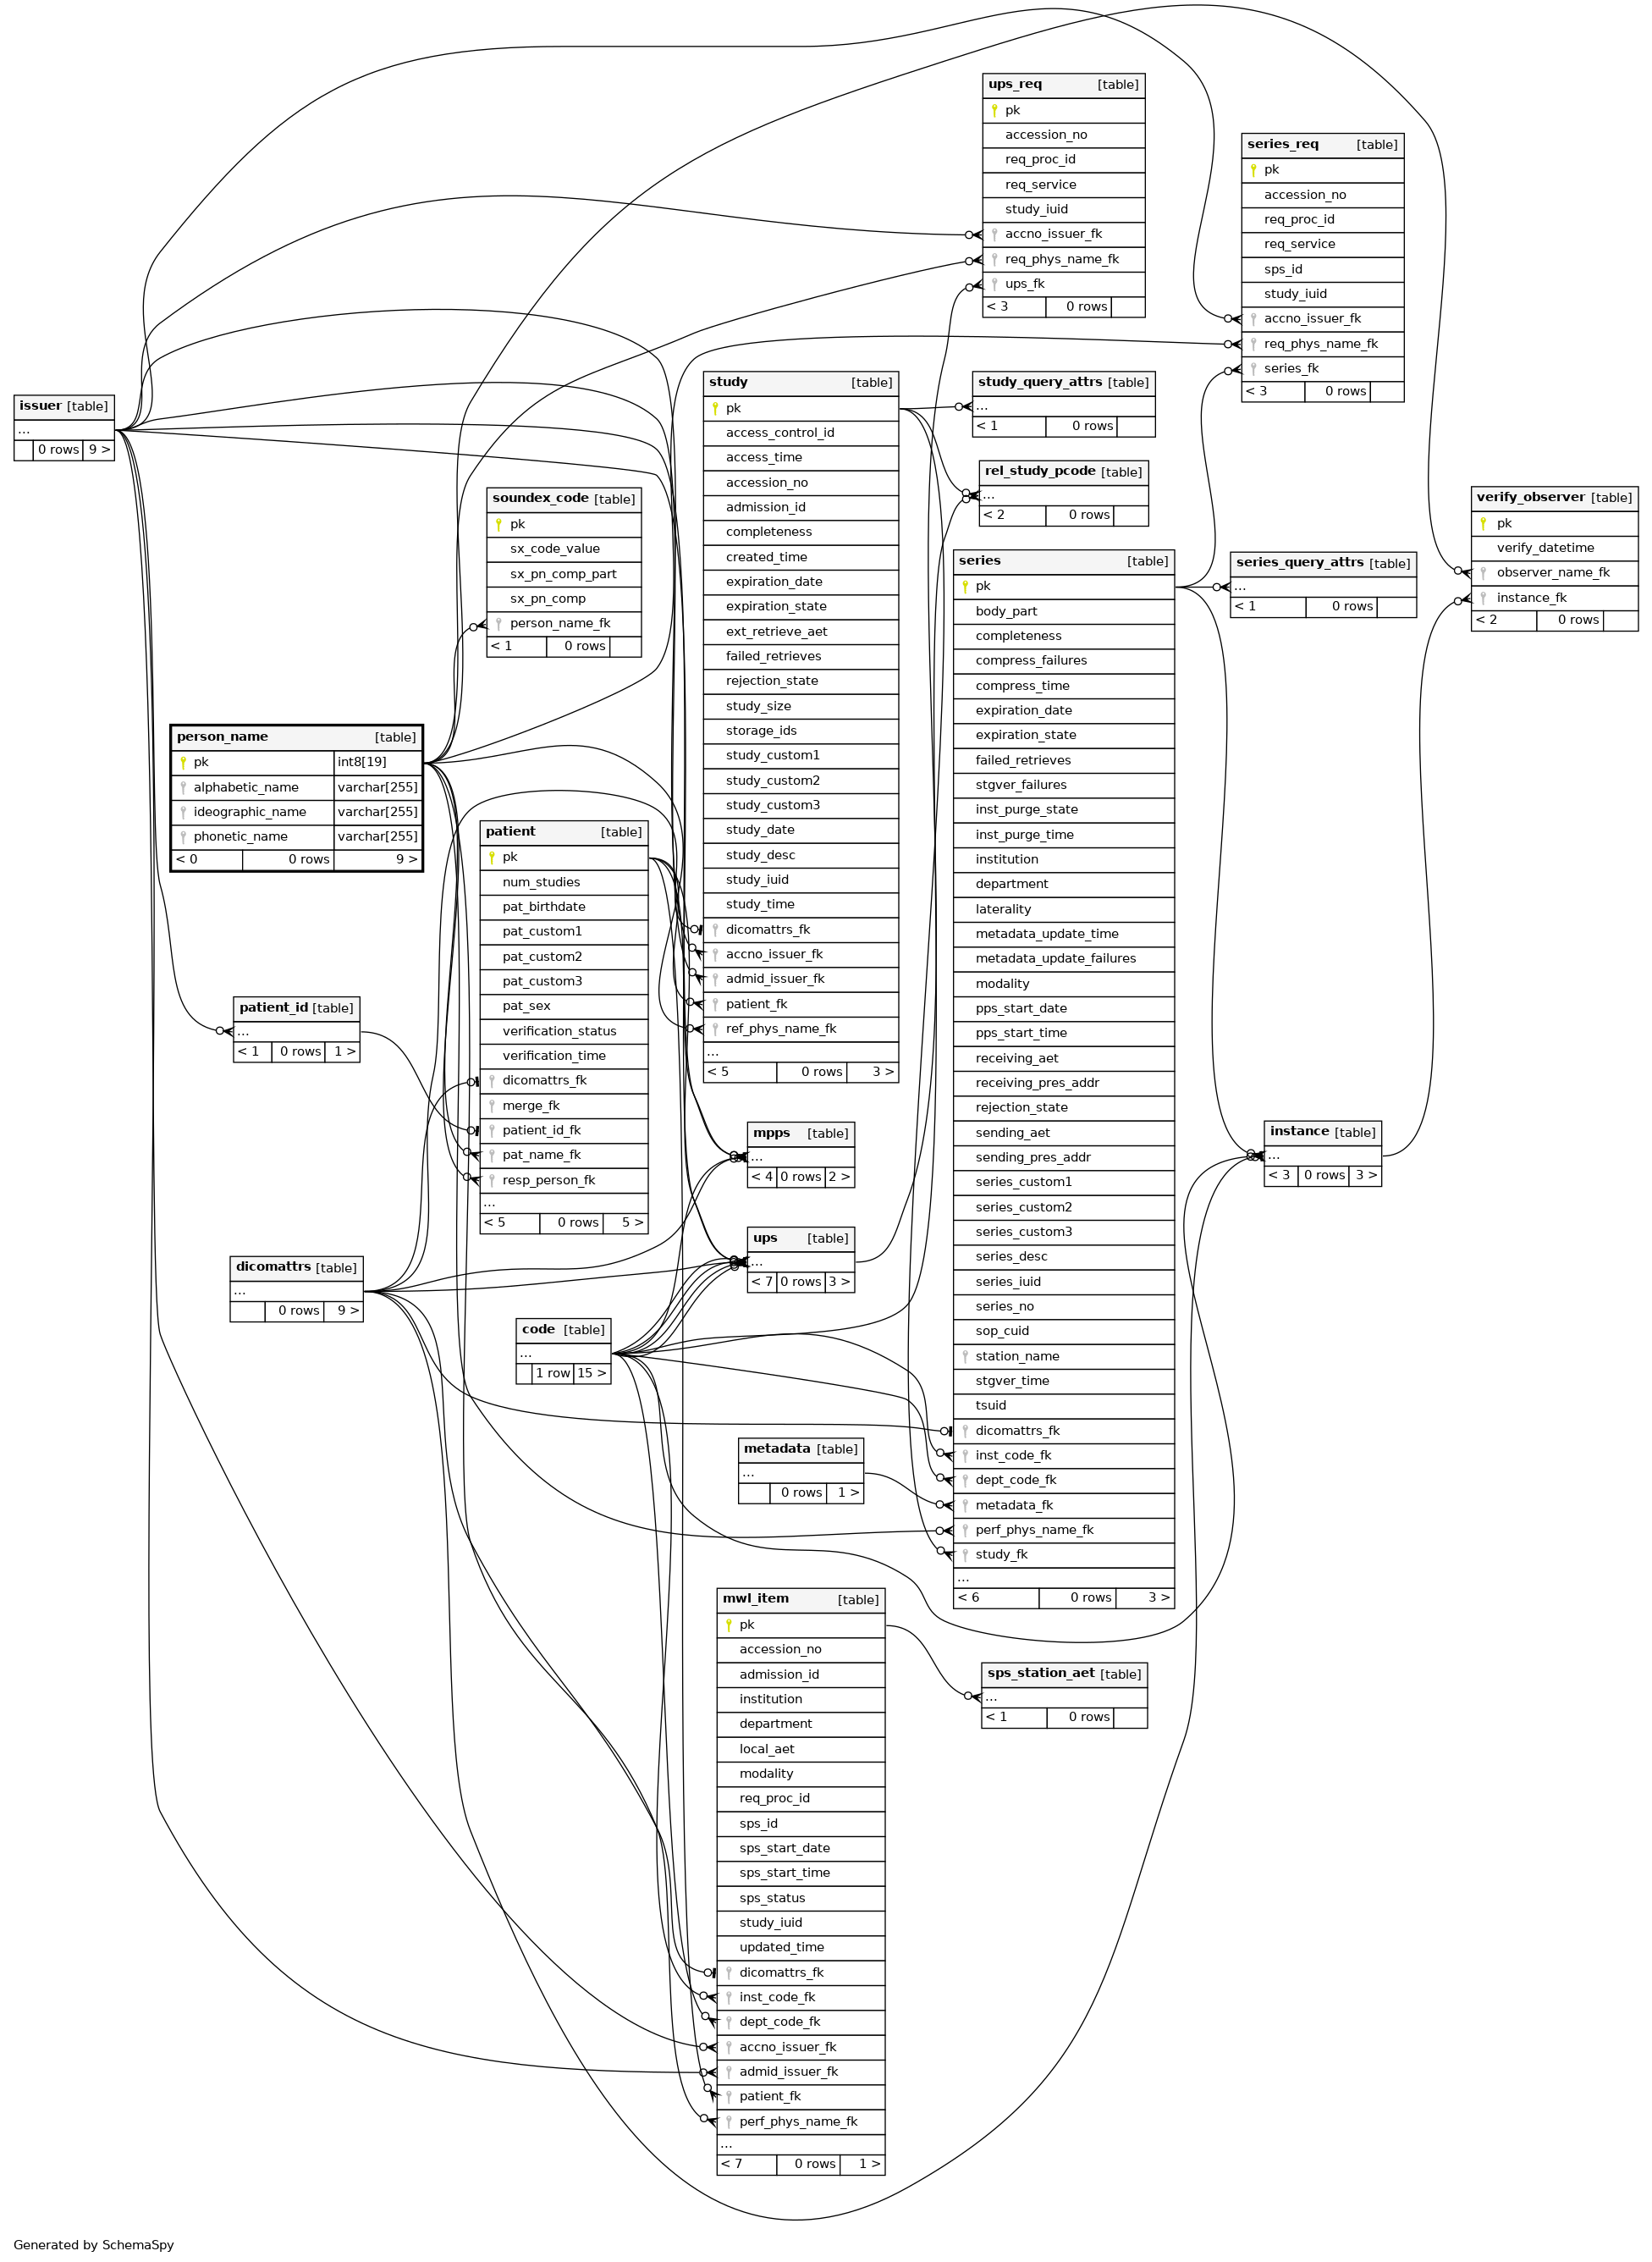 ups_req [table]
pk
accession_no
req_proc_id
req_service
study_iuid
accno_issuer_fk
req_phys_name_fk
ups_fk
< 3 0 rows
series_req [table]
pk
accession_no
req_proc_id
req_service
sps_id
study_iuid
accno_issuer_fk
req_phys_name_fk
series_fk
< 3 0 rows
issuer [table]
...
0 rows 9 >
study [table]
pk
access_control_id
access_time
accession_no
admission_id
completeness
created_time
expiration_date
expiration_state
ext_retrieve_aet
failed_retrieves
rejection_state
study_size
storage_ids
study_custom1
study_custom2
study_custom3
study_date
study_desc
study_iuid
study_time
dicomattrs_fk
accno_issuer_fk
admid_issuer_fk
patient_fk
ref_phys_name_fk
...
< 5 0 rows 3 >
study_query_attrs [table]
...
< 1 0 rows
rel_study_pcode [table]
...
< 2 0 rows
soundex_code [table]
pk
sx_code_value
sx_pn_comp_part
sx_pn_comp
person_name_fk
< 1 0 rows
verify_observer [table]
pk
verify_datetime
observer_name_fk
instance_fk
< 2 0 rows
series [table]
pk
body_part
completeness
compress_failures
compress_time
expiration_date
expiration_state
failed_retrieves
stgver_failures
inst_purge_state
inst_purge_time
institution
department
laterality
metadata_update_time
metadata_update_failures
modality
pps_start_date
pps_start_time
receiving_aet
receiving_pres_addr
rejection_state
sending_aet
sending_pres_addr
series_custom1
series_custom2
series_custom3
series_desc
series_iuid
series_no
sop_cuid
station_name
stgver_time
tsuid
dicomattrs_fk
inst_code_fk
dept_code_fk
metadata_fk
perf_phys_name_fk
study_fk
...
< 6 0 rows 3 >
series_query_attrs [table]
...
< 1 0 rows
person_name [table]
pk int8[19]
alphabetic_name varchar[255]
ideographic_name varchar[255]
phonetic_name varchar[255]
< 0 0 rows 9 >
patient [table]
pk
num_studies
pat_birthdate
pat_custom1
pat_custom2
pat_custom3
pat_sex
verification_status
verification_time
dicomattrs_fk
merge_fk
patient_id_fk
pat_name_fk
resp_person_fk
...
< 5 0 rows 5 >
patient_id [table]
...
< 1 0 rows 1 >
mpps [table]
...
< 4 0 rows 2 >
instance [table]
...
< 3 0 rows 3 >
ups [table]
...
< 7 0 rows 3 >
dicomattrs [table]
...
0 rows 9 >
code [table]
...
1 row 15 >
metadata [table]
...
0 rows 1 >
mwl_item [table]
pk
accession_no
admission_id
institution
department
local_aet
modality
req_proc_id
sps_id
sps_start_date
sps_start_time
sps_status
study_iuid
updated_time
dicomattrs_fk
inst_code_fk
dept_code_fk
accno_issuer_fk
admid_issuer_fk
patient_fk
perf_phys_name_fk
...
< 7 0 rows 1 >
sps_station_aet [table]
...
< 1 0 rows
Generated by SchemaSpy